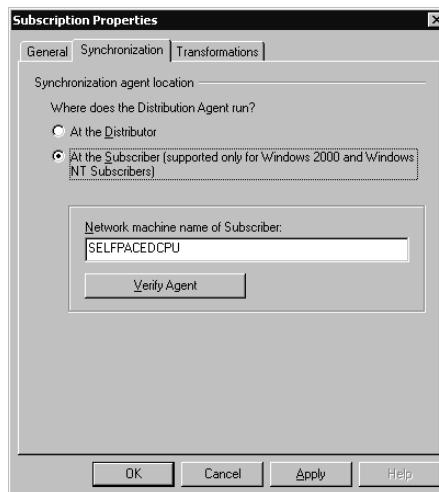 Subscription Properties
General
Synchronization
Transformations
Synchronization agent location
Where does the Distribution Agent run?
At the Distributor
At the Subscriber (supported only for Windows 2000 and Windows
NT Subscribers)
Network machine name of Subscriber:
SELFPACEDCPU
Verify Agent
OK
Cancel
Apply
Help